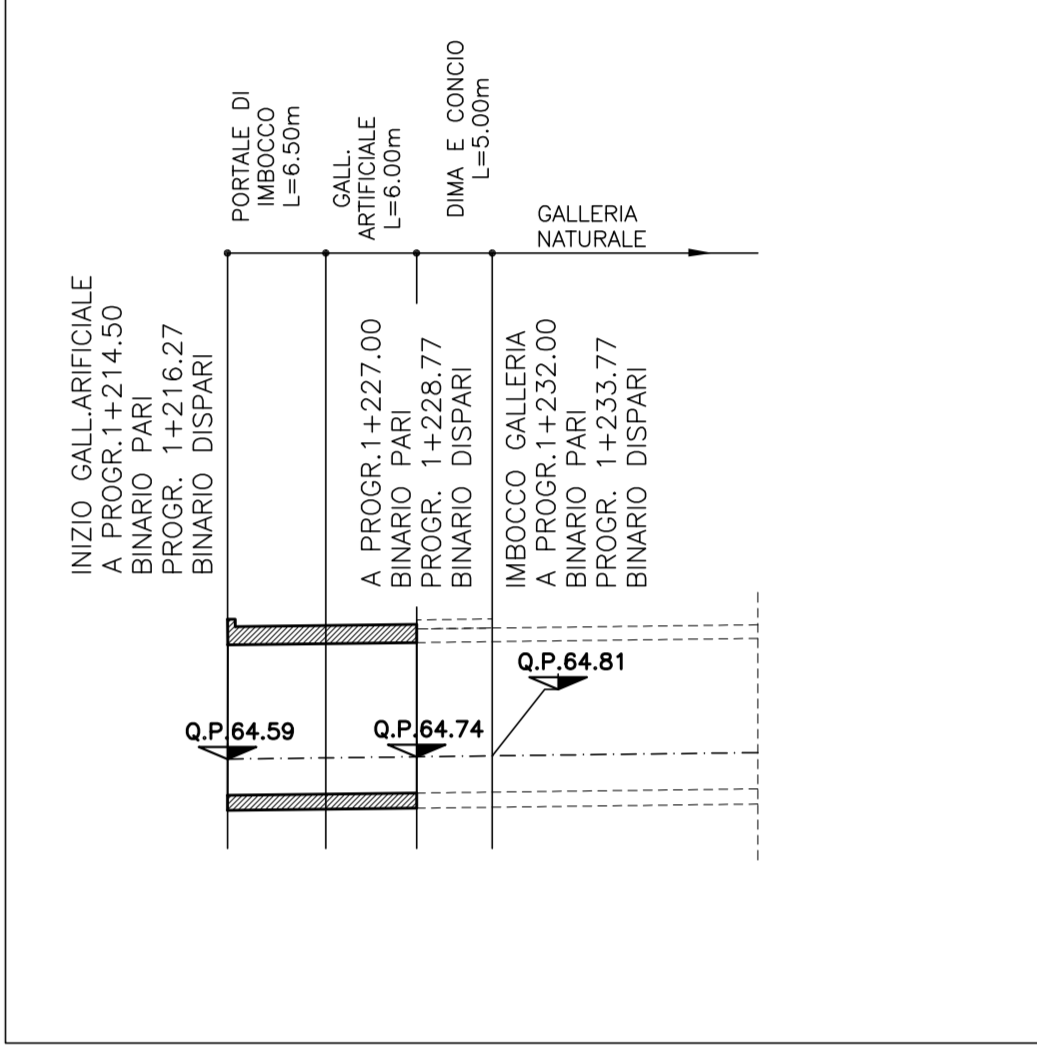 PORTALE DI
IMBOCCO
L=6.50m
GALL.
ARTIFICIALE
L=6.00m
DIMA E CONCIO
L=5.00m
GALLERIA
NATURALE
INIZIO GALL.ARIFICIALE
A PROGR.1+214.50
BINARIO PARI
PROGR. 1+216.27
BINARIO DISPARI
A PROGR.1+227.00
BINARIO PARI
PROGR. 1+228.77
BINARIO DISPARI
IMBOCCO GALLERIA
A PROGR.1+232.00
BINARIO PARI
PROGR. 1+233.77
BINARIO DISPARI
Q.P.64.81
Q.P.64.59
Q.P.64.74